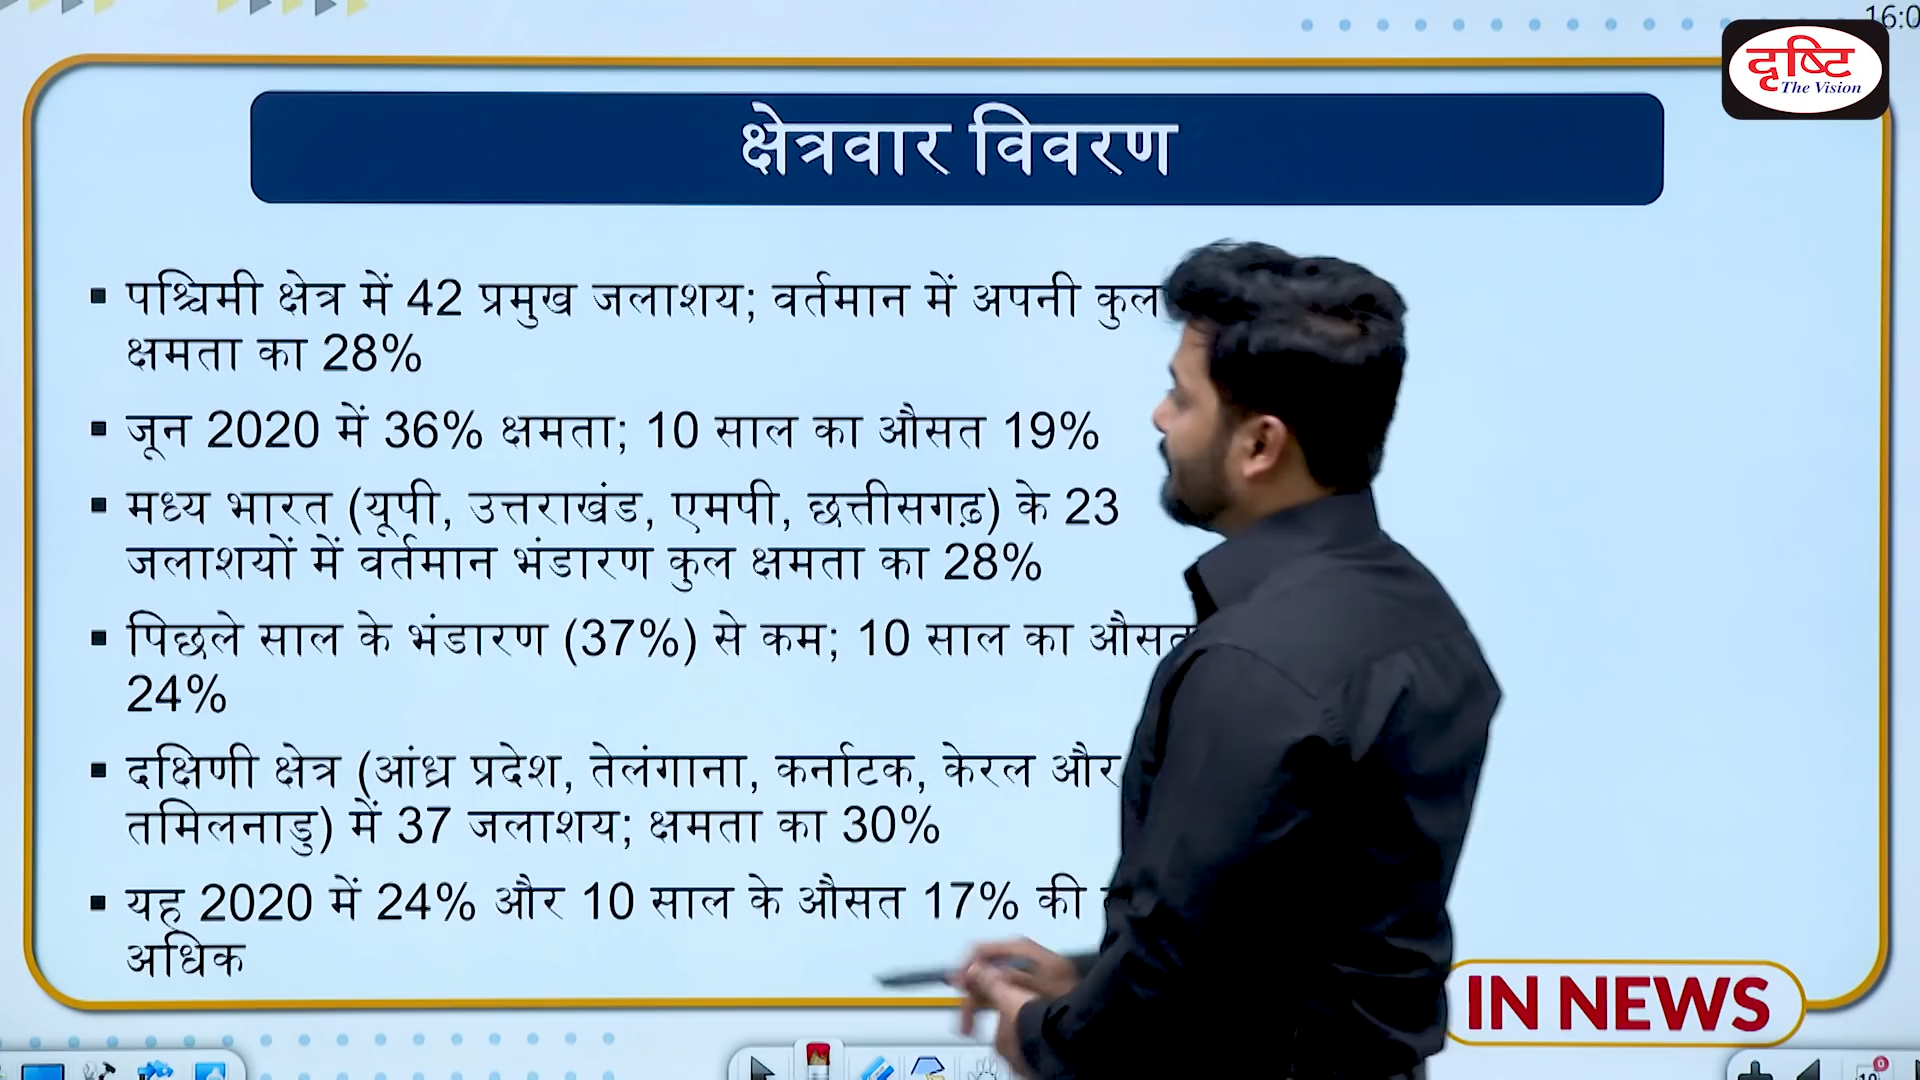 16:0
दृष्टि
The Vision
क्षेत्रवार विवरण
▪ पश्चिमी क्षेत्र में 42 प्रमुख जलाशय; वर्तमान में अपनी कुल
क्षमता का 28%
▪ जून 2020 में 36% क्षमता; 10 साल का औसत 19%
▪ मध्य भारत (यूपी, उत्तराखंड, एमपी, छत्तीसगढ़) के 23
जलाशयों में वर्तमान भंडारण कुल क्षमता का 28%
▪ पिछले साल के भंडारण (37%) से कम; 10 साल का औसत
24%
▪ दक्षिणी क्षेत्र (आंध्र प्रदेश, तेलंगाना, कर्नाटक, केरल और
तमिलनाडु) में 37 जलाशय; क्षमता का 30%
▪ यह 2020 में 24% और 10 साल के औसत 17% की
अधिक
IN NEWS